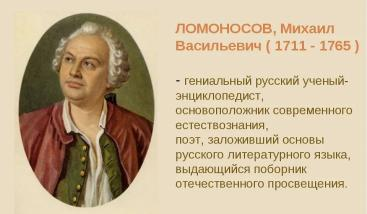 ЛОМОНОСОВ, Михаил
Васильевич ( 1711 - 1765 )
- гениальный русский ученый-
энциклопедист,
основоположник современного
естествознания,
поэт, заложивший основы
русского литературного языка,
выдающийся поборник
отечественного просвещения.